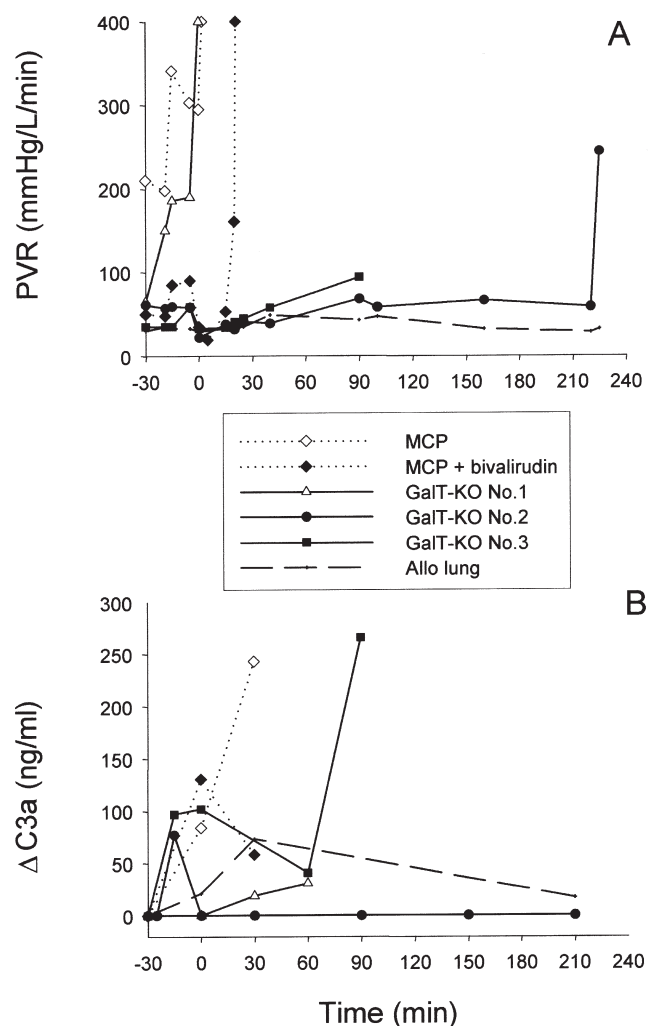 A
PVR (mmHg/L/min)
400
300
200
100
0
-30 0 30 60 90 120 150 180 210 240
MCP
MCP + bivalirudin
GalT-KO No.1
GalT-KO No.2
GalT-KO No.3
Allo lung
B
Δ C3a (ng/ml)
300
250
200
150
100
50
0
-30 0 30 60 90 120 150 180 210 240
Time (min)